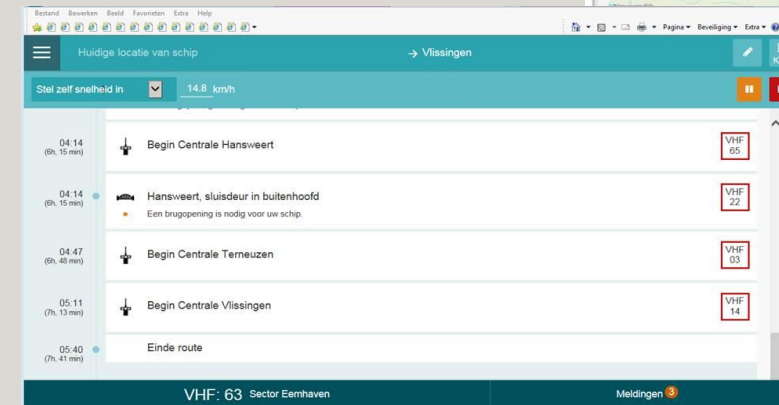 Bestand Bewerken Beeld Favorieten Extra Help
Pagina Beveiliging Extra
Huidige locatie van schip → Vlissingen
Stel zelf snelheid in 14.8 km/h
04:14 Begin Centrale Hansweert VHF 65
(6h, 15 min)
04:14 Hansweert, sluisdeur in buitenhoofd VHF 22
(6h, 15 min) Een brugopening is nodig voor uw schip.
04:47 Begin Centrale Terneuzen VHF 03
(6h, 48 min)
05:11 Begin Centrale Vlissingen VHF 14
(7h, 13 min)
05:40 Einde route
(7h, 41 min)
VHF: 63 Sector Eemhaven Meldingen 3